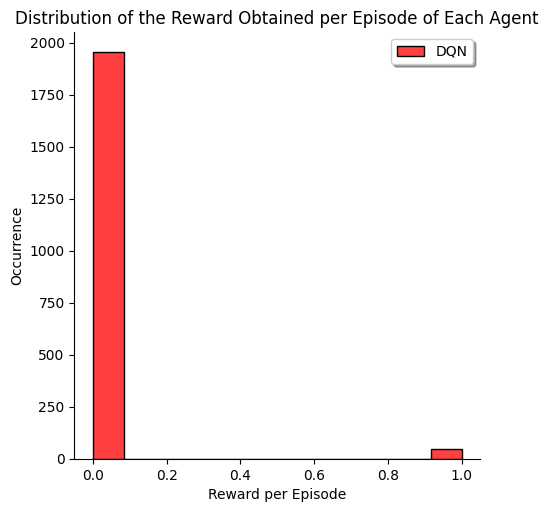 Distribution of the Reward Obtained per Episode of Each Agent
DQN
2000
1750
1500
1250
1000
750
500
250
0
0.0 0.2 0.4 0.6 0.8 1.0
Occurrence
Reward per Episode